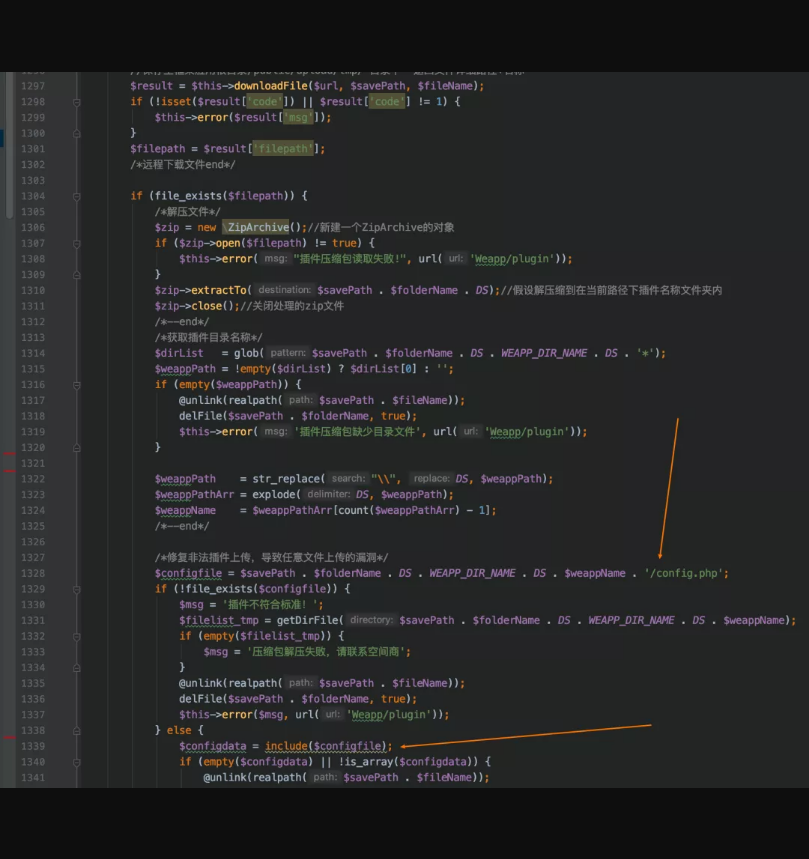 1297 $result = $this->downloadFile($url, $savePath, $fileName);
1298 if (!isset($result['code']) || $result['code'] != 1) {
1299 $this->error($result['msg']);
1300 }
1301 $filepath = $result['filepath'];
1302 /*远程下载文件end*/
1303
1304 if (file_exists($filepath)) {
1305 /*解压文件*/
1306 $zip = new \ZipArchive();//新建一个ZipArchive的对象
1307 if ($zip->open($filepath) != true) {
1308 $this->error( msg: "插件压缩包读取失败!", url( url: 'Weapp/plugin'));
1309 }
1310 $zip->extractTo( destination: $savePath . $folderName . DS);//假设解压缩到在当前路径下插件名称文件夹内
1311 $zip->close();//关闭处理的zip文件
1312 /*--end*/
1313 /*获取插件目录名称*/
1314 $dirList = glob( pattern: $savePath . $folderName . DS . WEAPP_DIR_NAME . DS . '*');
1315 $weappPath = !empty($dirList) ? $dirList[0] : '';
1316 if (empty($weappPath)) {
1317 @unlink(realpath( path: $savePath . $fileName));
1318 delFile($savePath . $folderName, true);
1319 $this->error( msg: '插件压缩包缺少目录文件', url( url: 'Weapp/plugin'));
1320 }
1321
1322 $weappPath = str_replace( search: "\\", replace: DS, $weappPath);
1323 $weappPathArr = explode( delimiter: DS, $weappPath);
1324 $weappName = $weappPathArr[count($weappPathArr) - 1];
1325 /*--end*/
1326
1327 /*修复非法插件上传，导致任意文件上传的漏洞*/
1328 $configfile = $savePath . $folderName . DS . WEAPP_DIR_NAME . DS . $weappName . '/config.php';
1329 if (!file_exists($configfile)) {
1330 $msg = '插件不符合标准！';
1331 $filelist_tmp = getDirFile( directory: $savePath . $folderName . DS . WEAPP_DIR_NAME . DS . $weappName);
1332 if (empty($filelist_tmp)) {
1333 $msg = '压缩包解压失败，请联系空间商';
1334 }
1335 @unlink(realpath( path: $savePath . $fileName));
1336 delFile($savePath . $folderName, true);
1337 $this->error($msg, url( url: 'Weapp/plugin'));
1338 } else {
1339 $configdata = include($configfile);
1340 if (empty($configdata) || !is_array($configdata)) {
1341 @unlink(realpath( path: $savePath . $fileName));